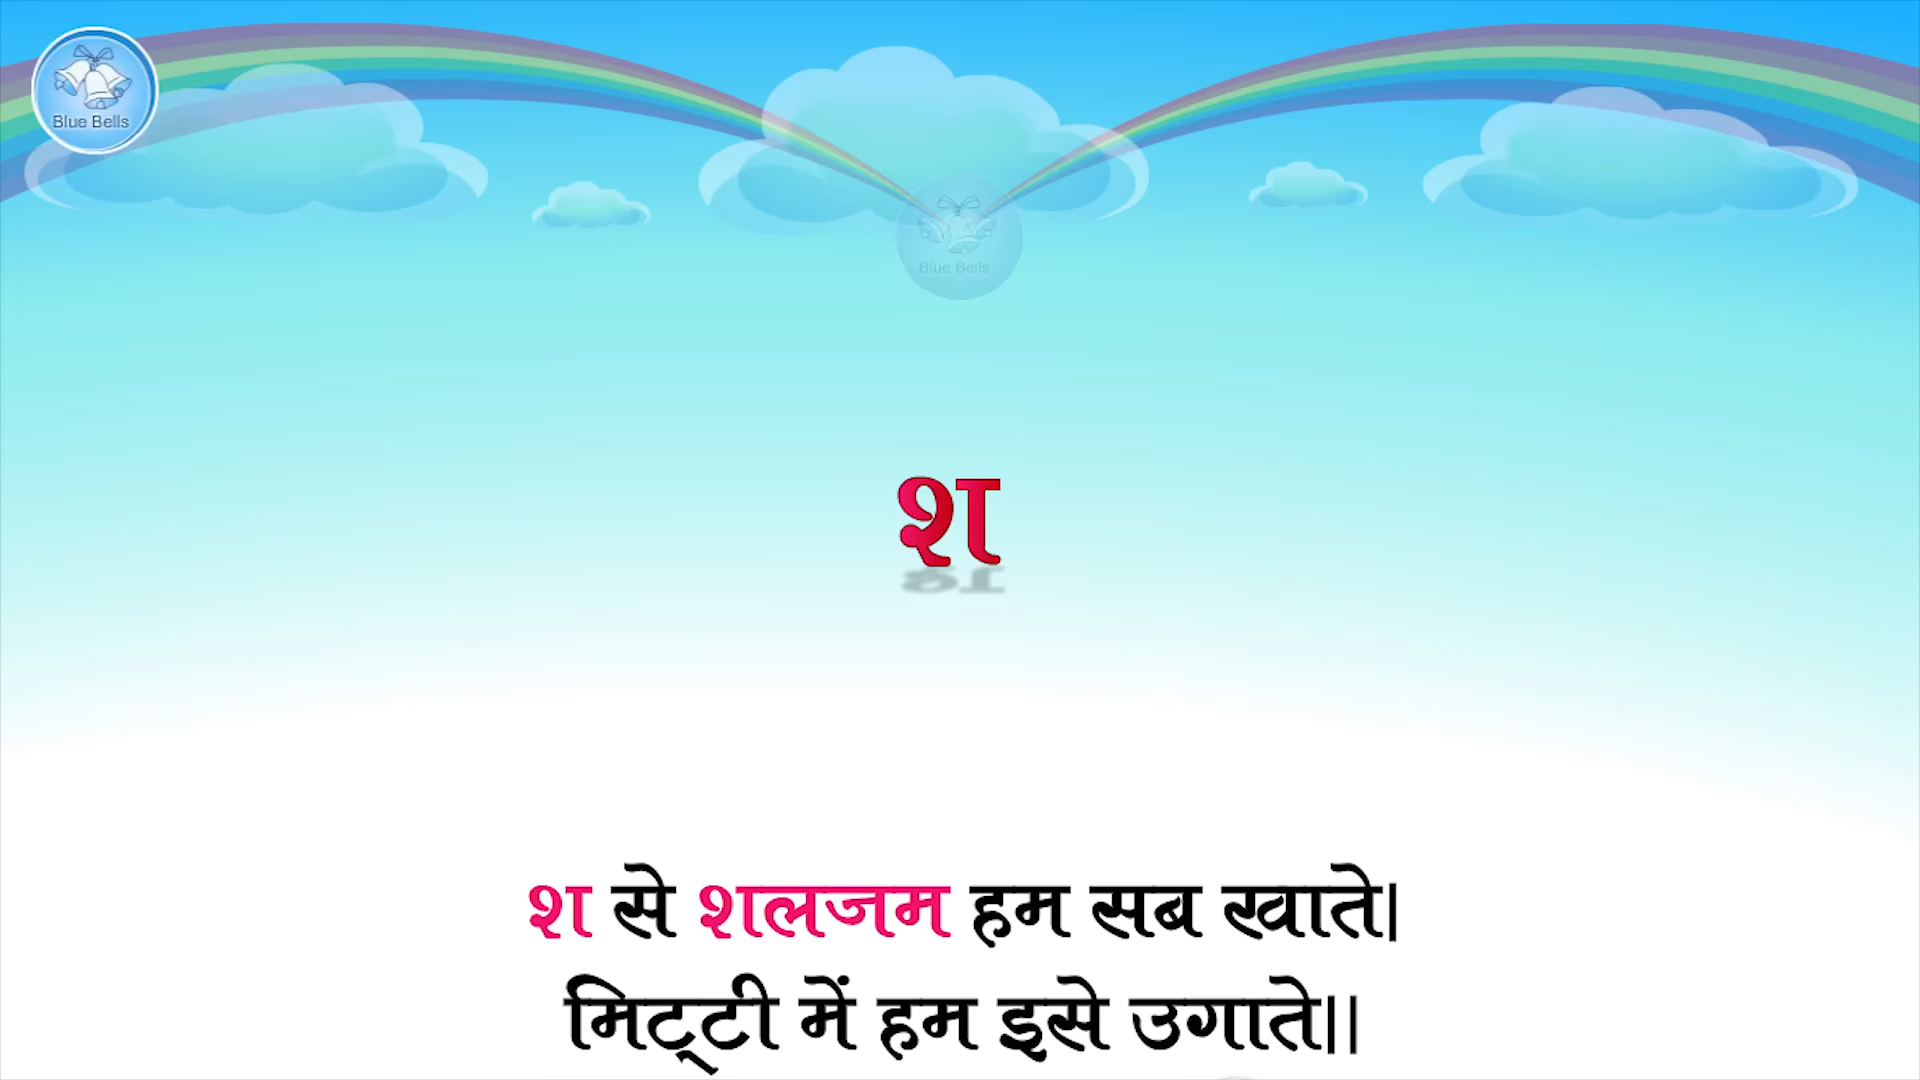 Blue Bells
Blue Bells
श
श से शलजम हम सब खाते|
मिट्टी में हम इसे उगाते||